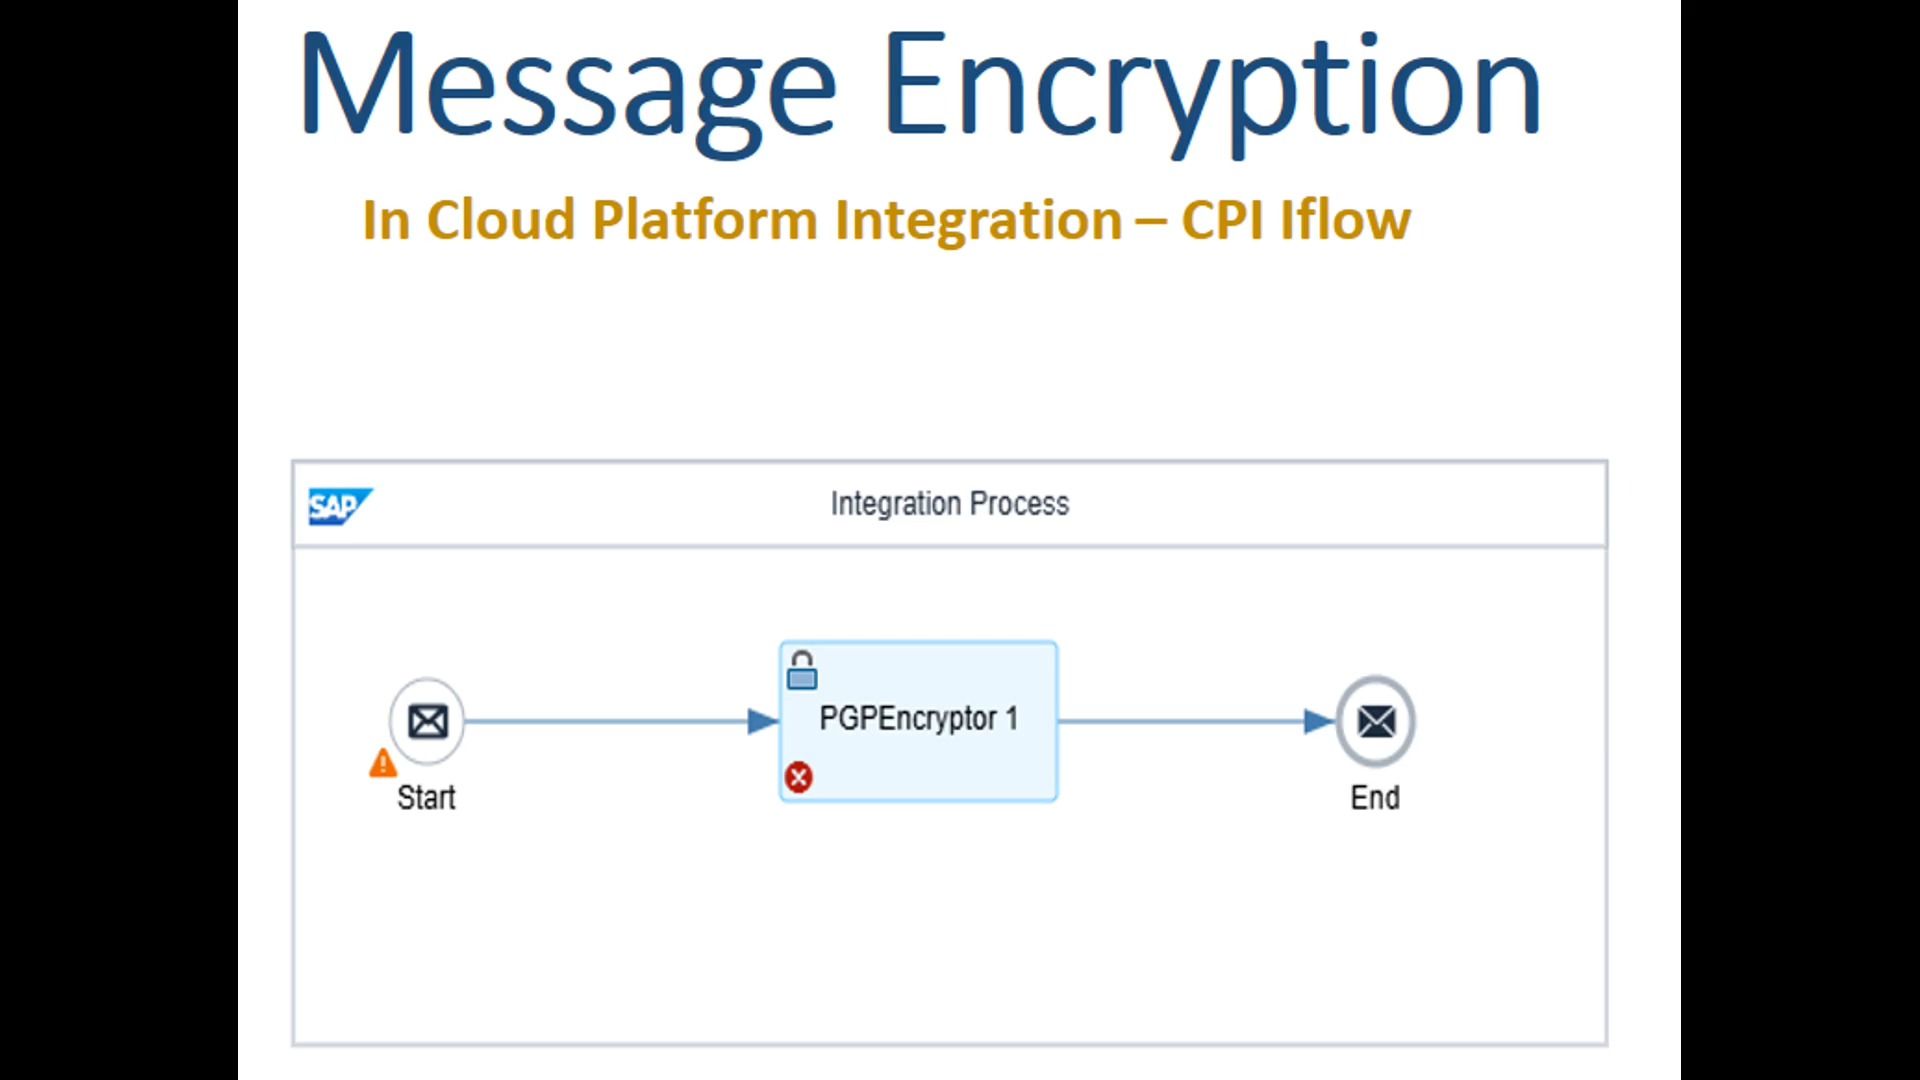 Message Encryption
In Cloud Platform Integration – CPI Iflow
SAP
Integration Process
PGPEncryptor 1
Start
End